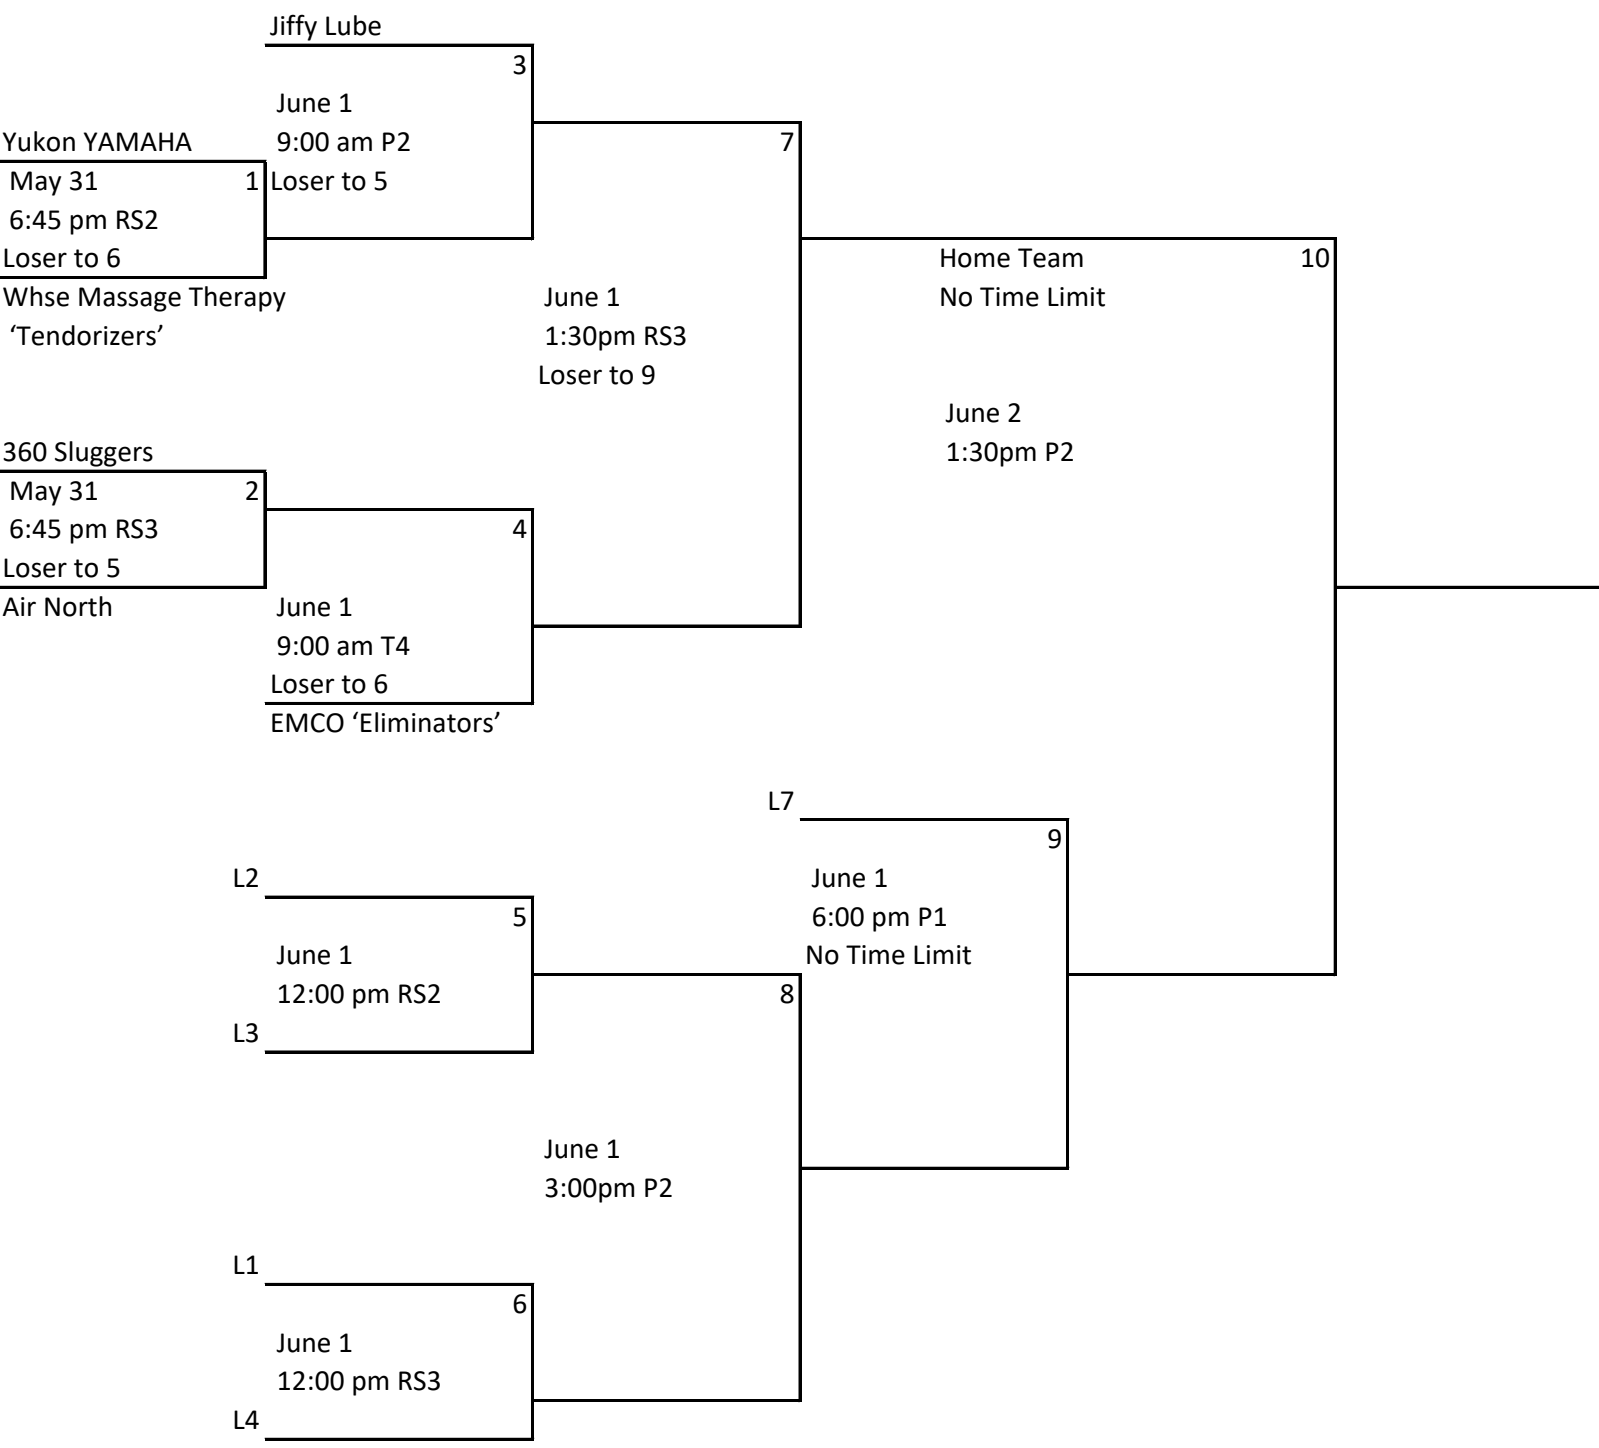 Jiffy Lube
3
June 1
9:00 am P2
Loser to 5
Yukon YAMAHA
May 31
1
6:45 pm RS2
Loser to 6
Whse Massage Therapy
‘Tendorizers’
7
June 1
1:30pm RS3
Loser to 9
360 Sluggers
May 31
2
6:45 pm RS3
Loser to 5
Air North
4
June 1
9:00 am T4
Loser to 6
EMCO ‘Eliminators’
Home Team
10
No Time Limit
June 2
1:30pm P2
L7
9
June 1
6:00 pm P1
No Time Limit
L2
5
June 1
12:00 pm RS2
L3
8
June 1
3:00pm P2
L1
6
June 1
12:00 pm RS3
L4